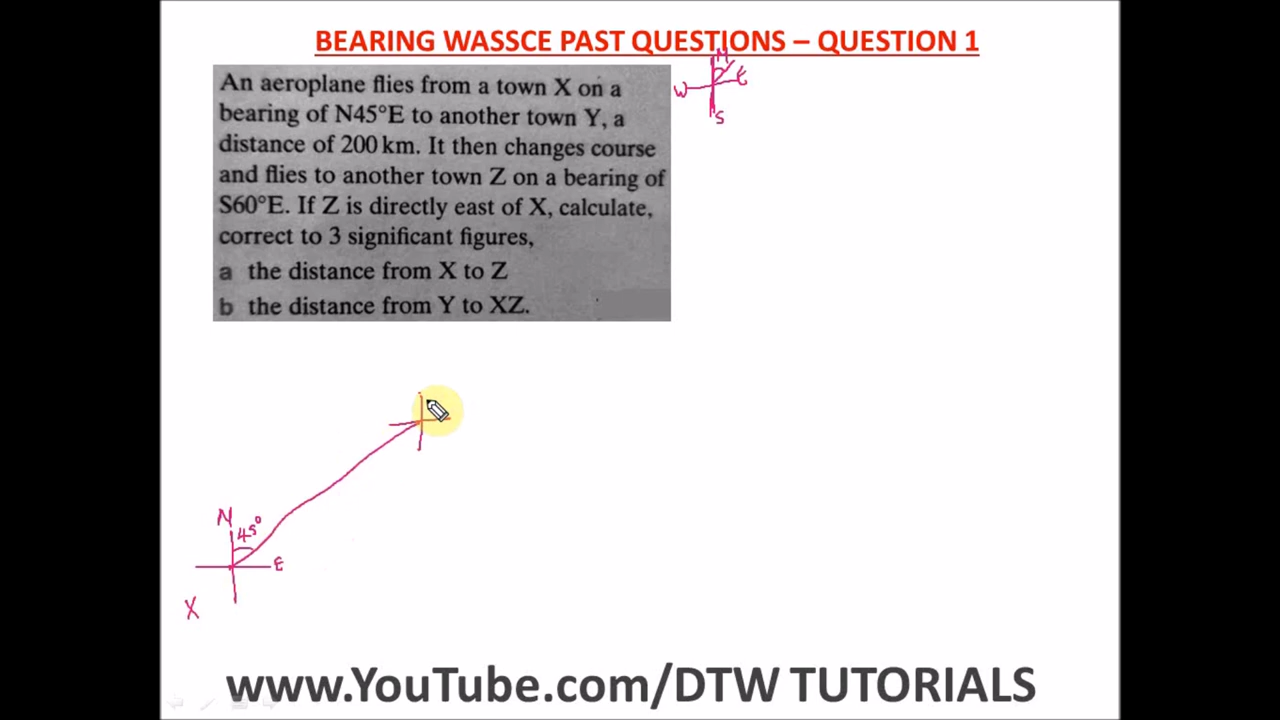 BEARING WASSCE PAST QUESTIONS – QUESTION 1
An aeroplane flies from a town X on a
bearing of N45°E to another town Y, a
distance of 200 km. It then changes course
and flies to another town Z on a bearing of
S60°E. If Z is directly east of X, calculate,
correct to 3 significant figures,
a the distance from X to Z
b the distance from Y to XZ.
N
W E
S
N
45°
E
X
www.YouTube.com/DTW TUTORIALS